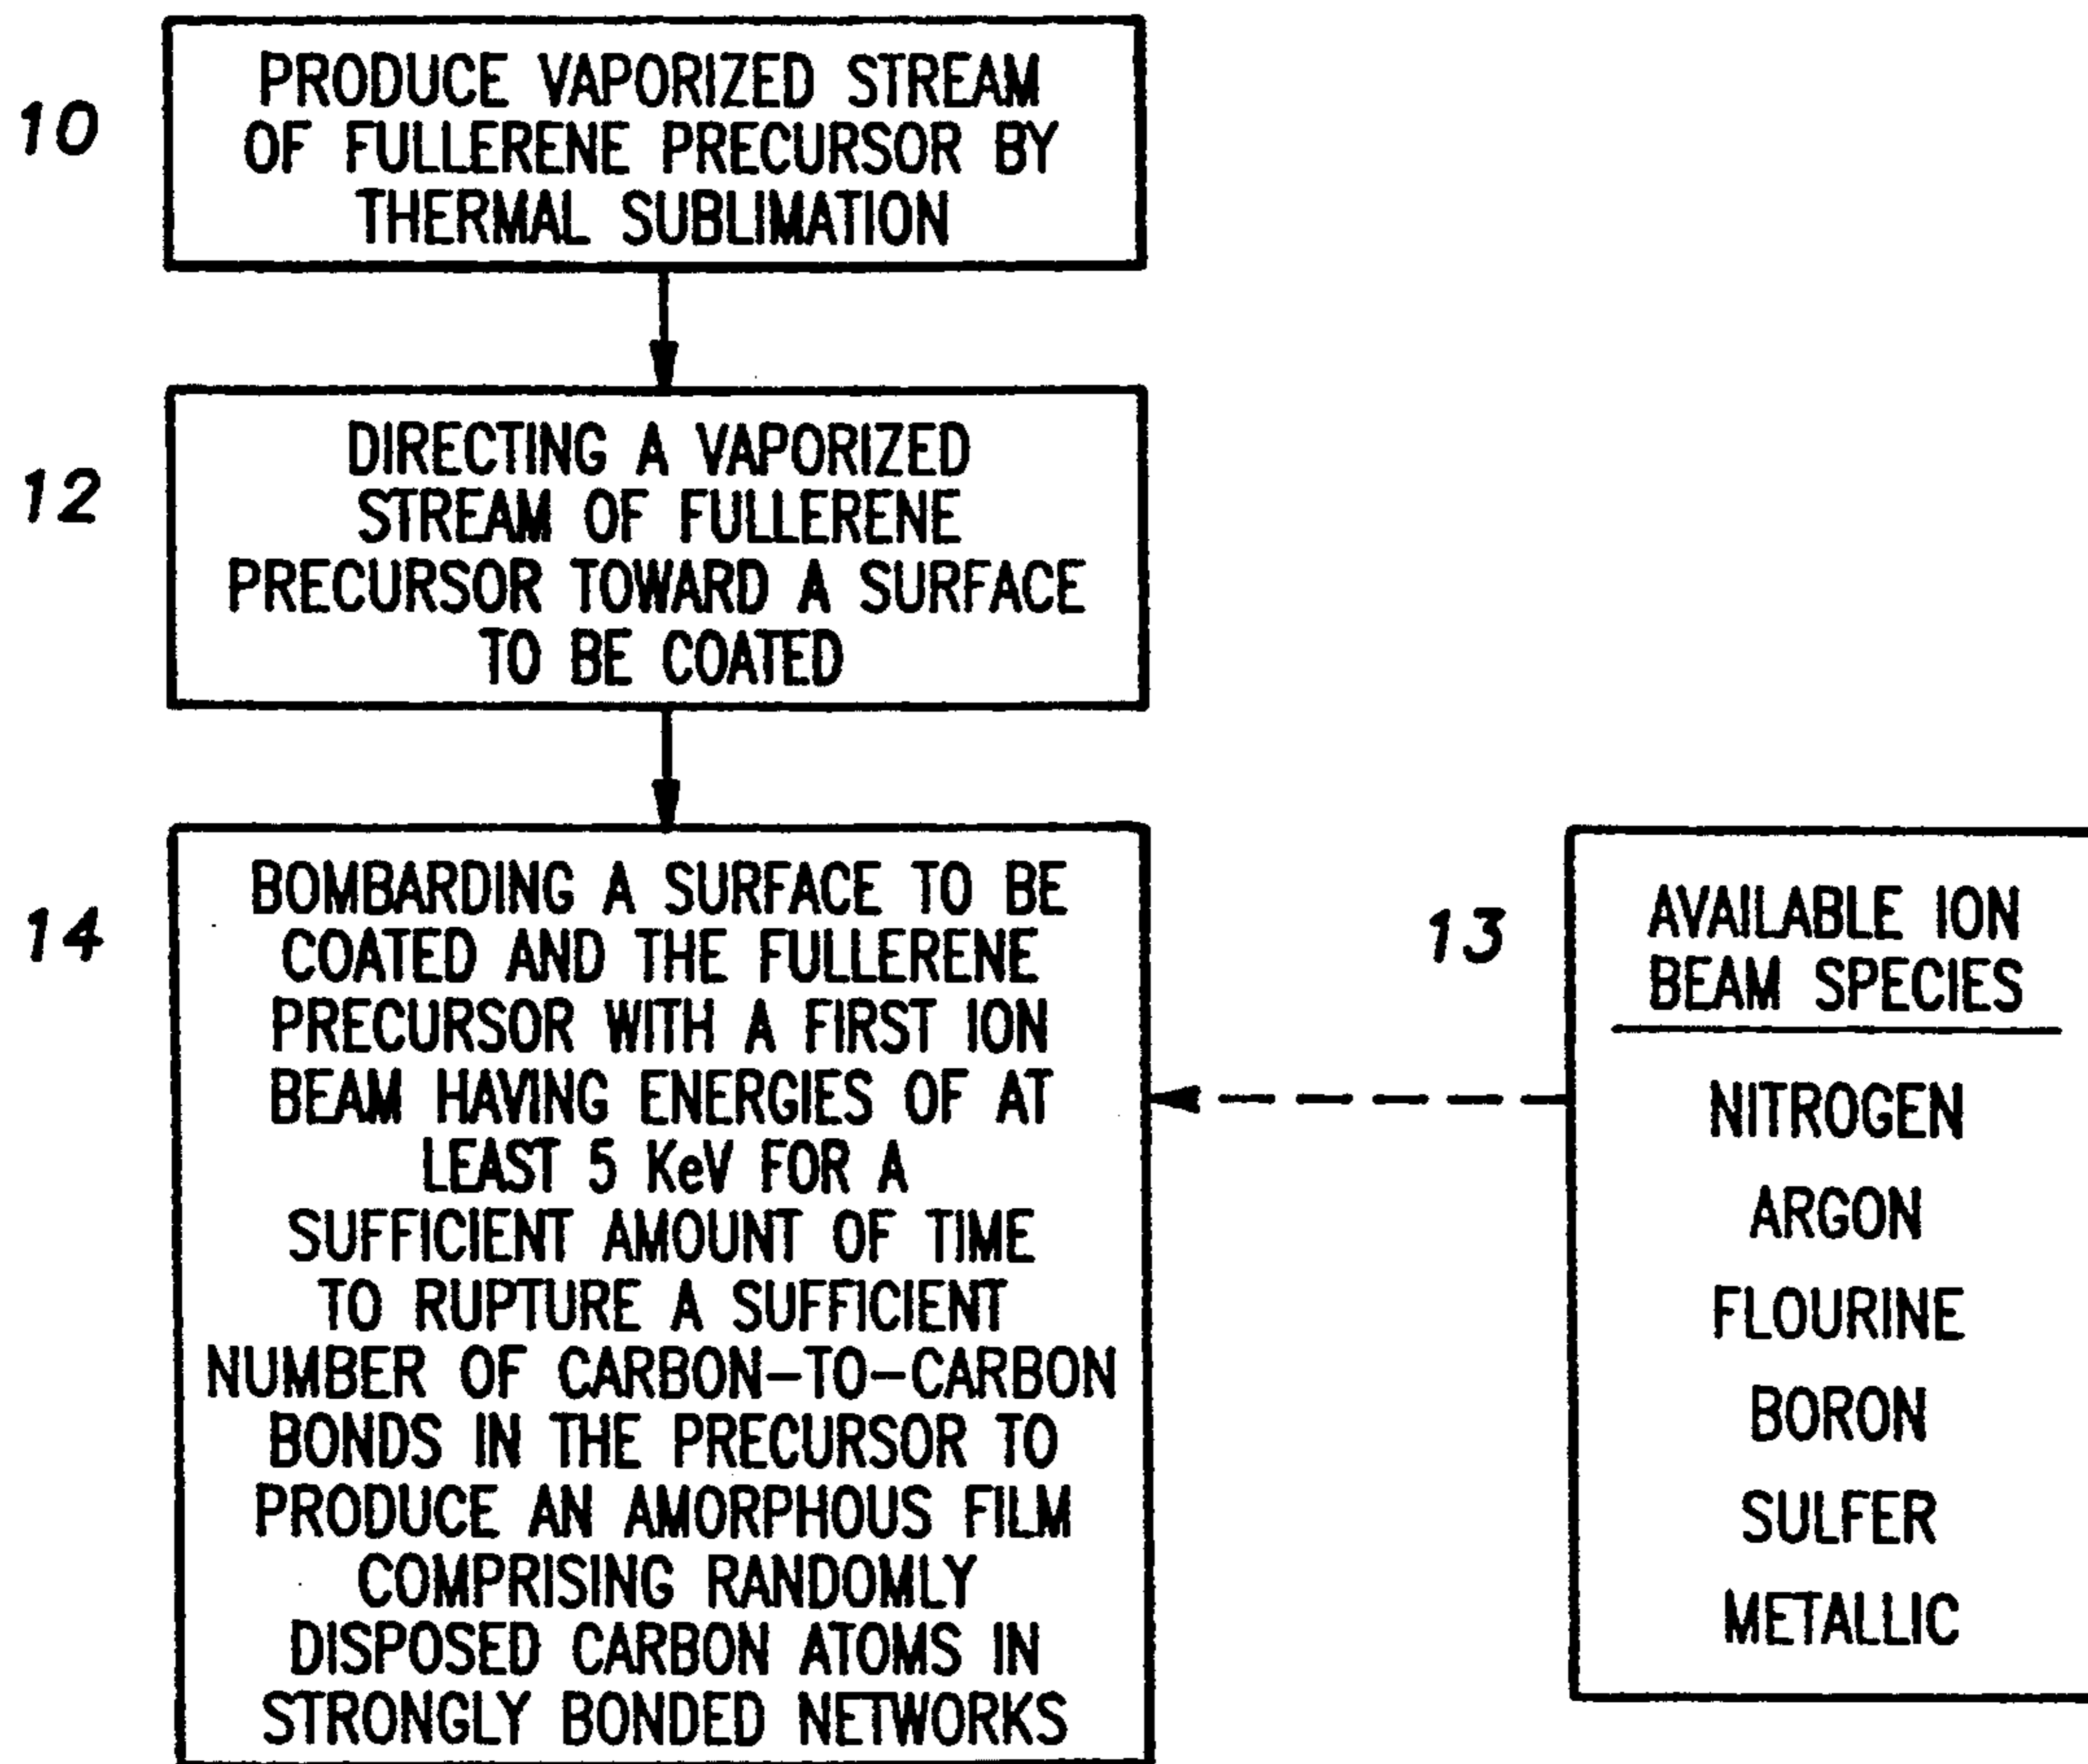 10
PRODUCE VAPORIZED STREAM
OF FULLERENE PRECURSOR BY
THERMAL SUBLIMATION
12
DIRECTING A VAPORIZED
STREAM OF FULLERENE
PRECURSOR TOWARD A SURFACE
TO BE COATED
14
BOMBARDING A SURFACE TO BE
COATED AND THE FULLERENE
PRECURSOR WITH A FIRST ION
BEAM HAVING ENERGIES OF AT
LEAST 5 KeV FOR A
SUFFICIENT AMOUNT OF TIME
TO RUPTURE A SUFFICIENT
NUMBER OF CARBON-TO-CARBON
BONDS IN THE PRECURSOR TO
PRODUCE AN AMORPHOUS FILM
COMPRISING RANDOMLY
DISPOSED CARBON ATOMS IN
STRONGLY BONDED NETWORKS
13
AVAILABLE ION
BEAM SPECIES
NITROGEN
ARGON
FLOURINE
BORON
SULFER
METALLIC